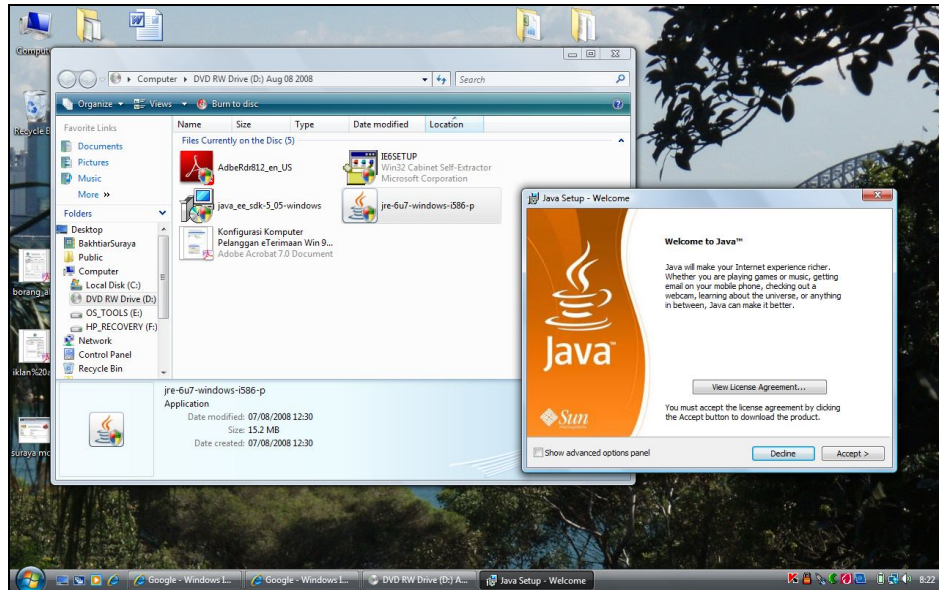 Computer ▸ DVD RW Drive (D:) Aug 08 2008
Search
Organize
Views
Burn to disc
Favorite Links
Documents
Pictures
Music
More »
Folders
Desktop
BakhtiarSuraya
Public
Computer
Local Disk (C:)
DVD RW Drive (D:)
OS_TOOLS (E:)
HP_RECOVERY (F:)
Network
Control Panel
Recycle Bin
Name Size Type Date modified Location
Files Currently on the Disc (5)
AdbeRdr812_en_US
IE6SETUP
Win32 Cabinet Self-Extractor
Microsoft Corporation
java_ee_sdk-5_05-windows
jre-6u7-windows-i586-p
Konfigurasi Komputer
Pelanggan eTerimaan Win 9...
Adobe Acrobat 7.0 Document
jre-6u7-windows-i586-p
Application
Date modified: 07/08/2008 12:30
Size: 15.2 MB
Date created: 07/08/2008 12:30
Java Setup - Welcome
Java™
Sun
Welcome to Java™
Java will make your Internet experience richer.
Whether you are playing games or music, getting
email on your mobile phone, checking out a
webcam, learning about the universe, or anything
in between, Java can make it better.
View License Agreement...
You must accept the license agreement by clicking
the Accept button to download the product.
Show advanced options panel
Decline
Accept >
suraya mo
Google - Windows I...
Google - Windows I...
DVD RW Drive (D:) A...
Java Setup - Welcome
8:22